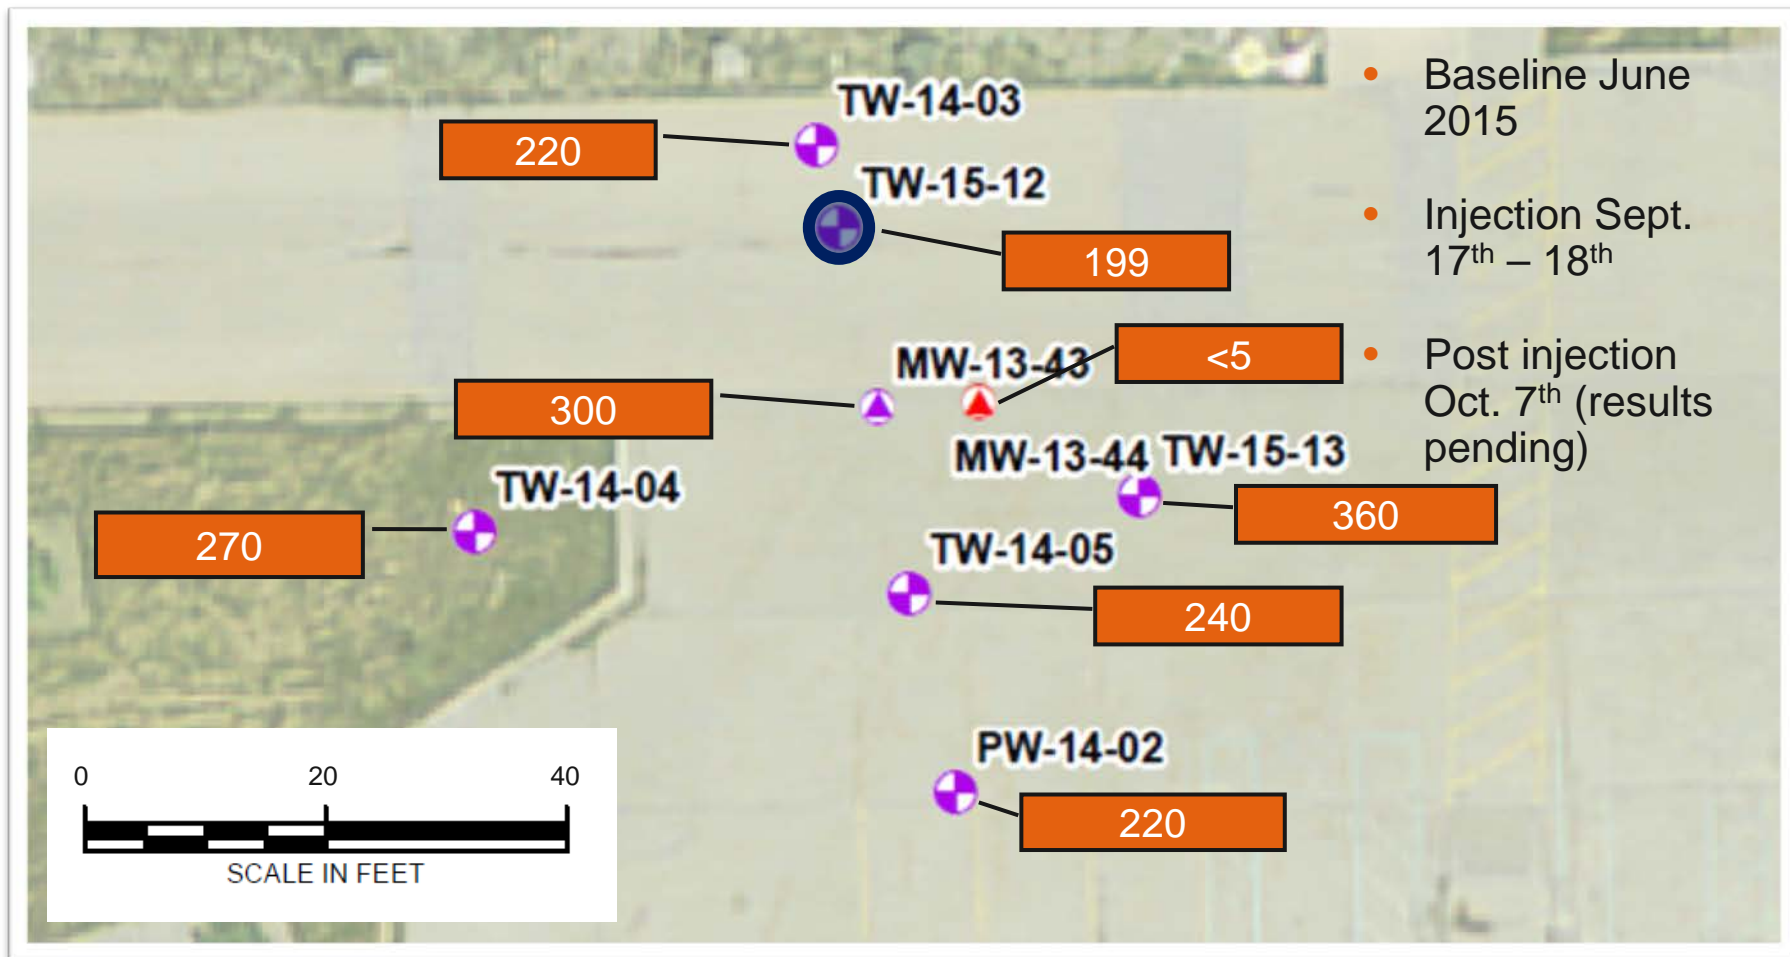 TW-14-03
220
TW-15-12
199
MW-13-43
<5
300
MW-13-44
TW-15-13
TW-14-04
360
270
TW-14-05
240
PW-14-02
220
0 20 40
SCALE IN FEET
• Baseline June
2015
• Injection Sept.
17th – 18th
• Post injection
Oct. 7th (results
pending)